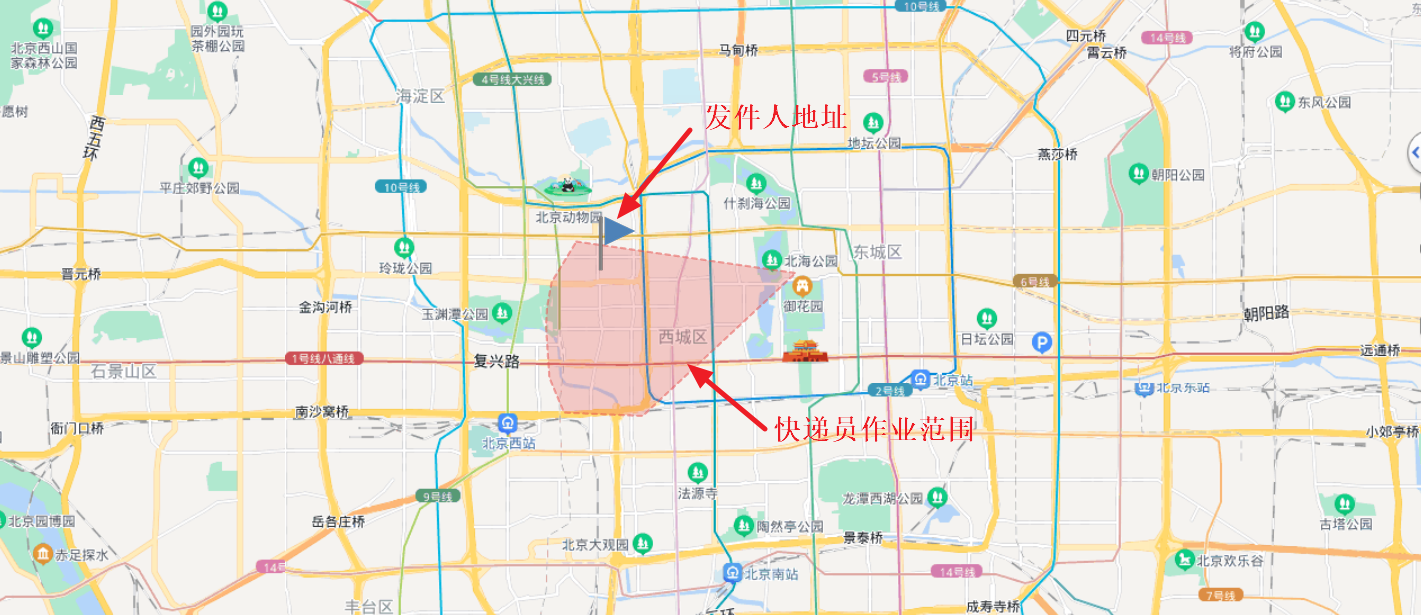 10号线
园外园玩
茶棚公园
北京西山国
家森林公园
马甸桥
四元桥
14号线
霄云桥
将府公园
4号线大兴线
5号线
海淀区
东风公园
愿树
发件人地址
西五环
地坛公园
燕莎桥
平庄郊野公园
10号线
朝阳公园
什刹海公园
北京动物园
东城区
玲珑公园
北海公园
晋元桥
6号线
金沟河桥
御花园
玉渊潭公园
朝阳路
西城区
日坛公园
P
景山雕塑公园
1号线八通线
复兴路
远通桥
石景山区
北京站
2号线
北京东站
南沙窝桥
衙门口桥
快递员作业范围
小郊亭桥
北京西站
法源寺
9号线
龙潭西湖公园
北京园博园
岳各庄桥
陶然亭公园
古塔公园
北京大观园
景泰桥
赤足探水
14号
北京南站
14号线
北京欢乐谷
7号线
丰台区
成寿寺桥
环